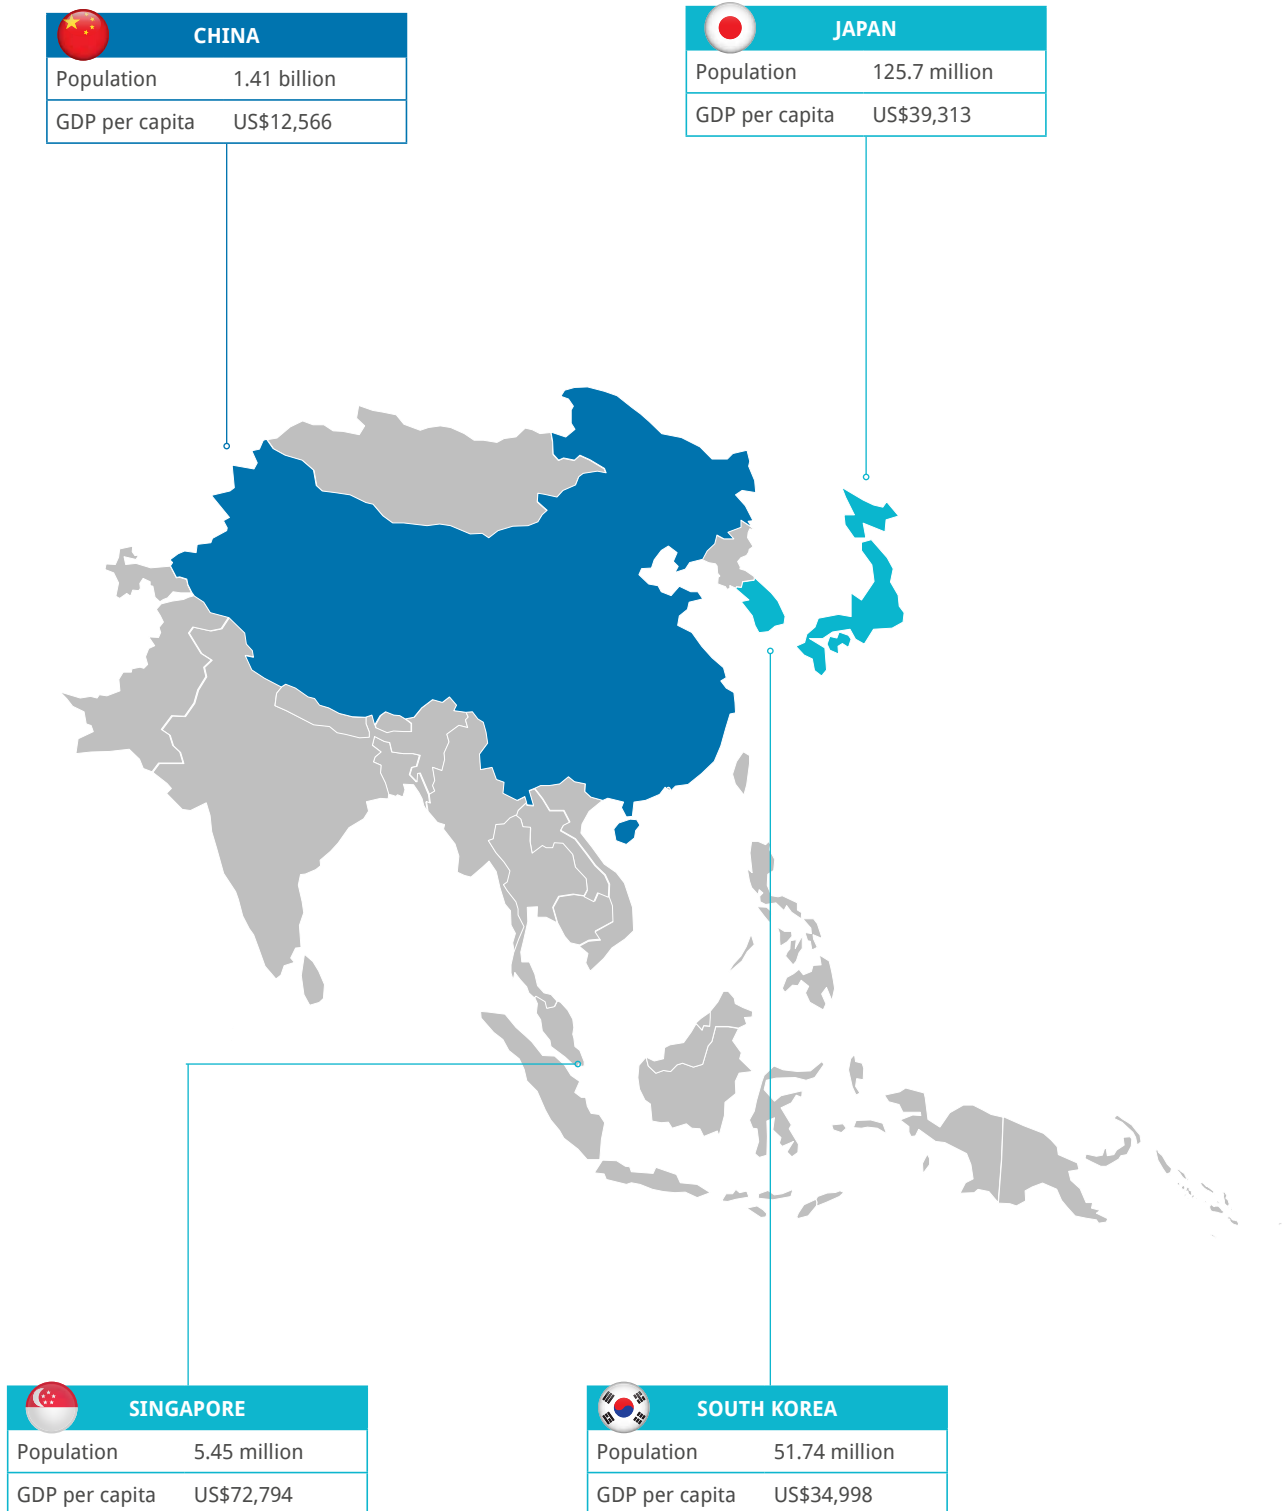 CHINA
Population 1.41 billion
GDP per capita US$12,566
JAPAN
Population 125.7 million
GDP per capita US$39,313
SINGAPORE
Population 5.45 million
GDP per capita US$72,794
SOUTH KOREA
Population 51.74 million
GDP per capita US$34,998